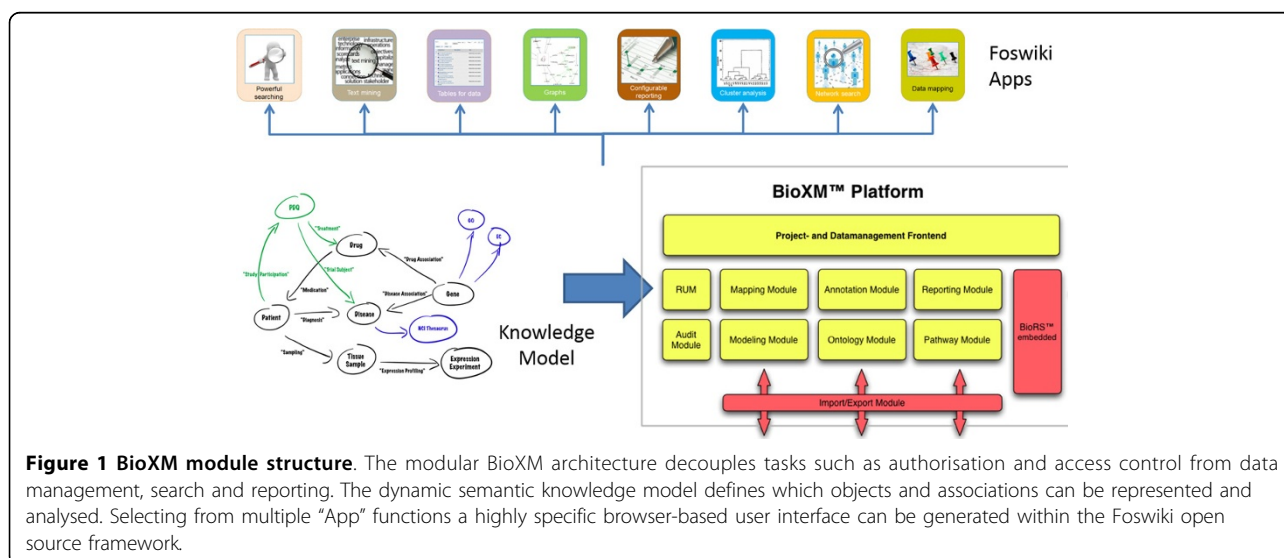 Foswiki
Apps
Powerful
searching
Text mining
Tables for data
Graphs
Configurable
reporting
Cluster analysis
Network search
Data mapping
text mining
PDQ
"Treatment"
Drug
GO
"Drug Association"
"Study Participation"
"Trial Subject"
"Medication"
"Disease Association"
Gene
Patient
"Diagnosis"
Disease
NCI Thesaurus
"Sampling"
Tissue
Sample
"Expression Profiling"
Expression
Experiment
Knowledge
Model
BioXM™ Platform
Project- and Datamanagement Frontend
RUM
Mapping Module
Annotation Module
Reporting Module
Audit
Module
Modeling Module
Ontology Module
Pathway Module
BioRS™
embedded
Import/Export Module
Figure 1 BioXM module structure. The modular BioXM architecture decouples tasks such as authorisation and access control from data
management, search and reporting. The dynamic semantic knowledge model defines which objects and associations can be represented and
analysed. Selecting from multiple “App” functions a highly specific browser-based user interface can be generated within the Foswiki open
source framework.